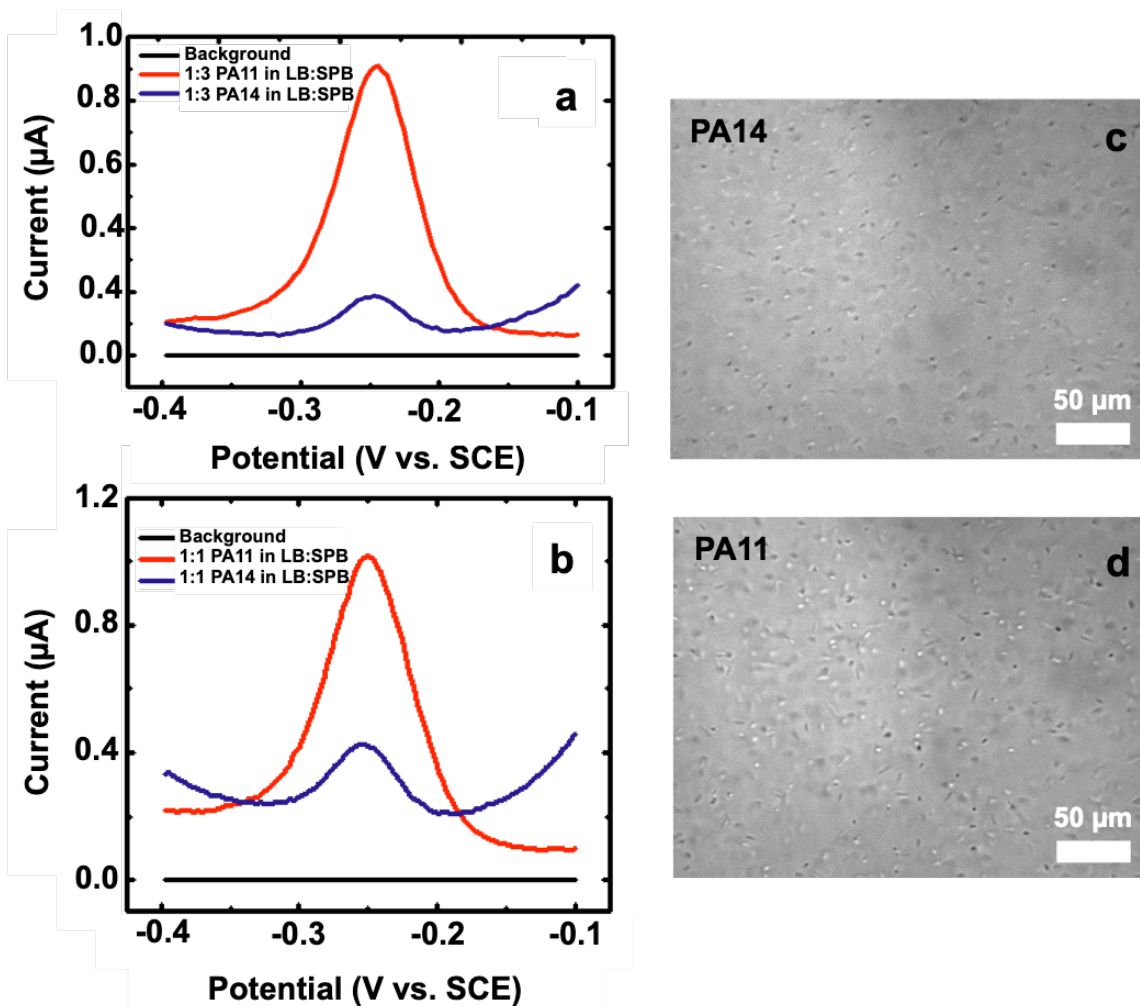 1.0
0.8
0.6
0.4
0.4
0.0
Current (µA)
Background
1:3 PA11 in LB:SPB
1:3 PA14 in LB:SPB
a
-0.4 -0.3 -0.2 -0.1
Potential (V vs. SCE)
PA14
c
50 µm
1.2
0.8
0.4
0.0
Current (µA)
Background
1:1 PA11 in LB:SPB
1:1 PA14 in LB:SPB
b
-0.4 -0.3 -0.2 -0.1
Potential (V vs. SCE)
PA11
d
50 µm